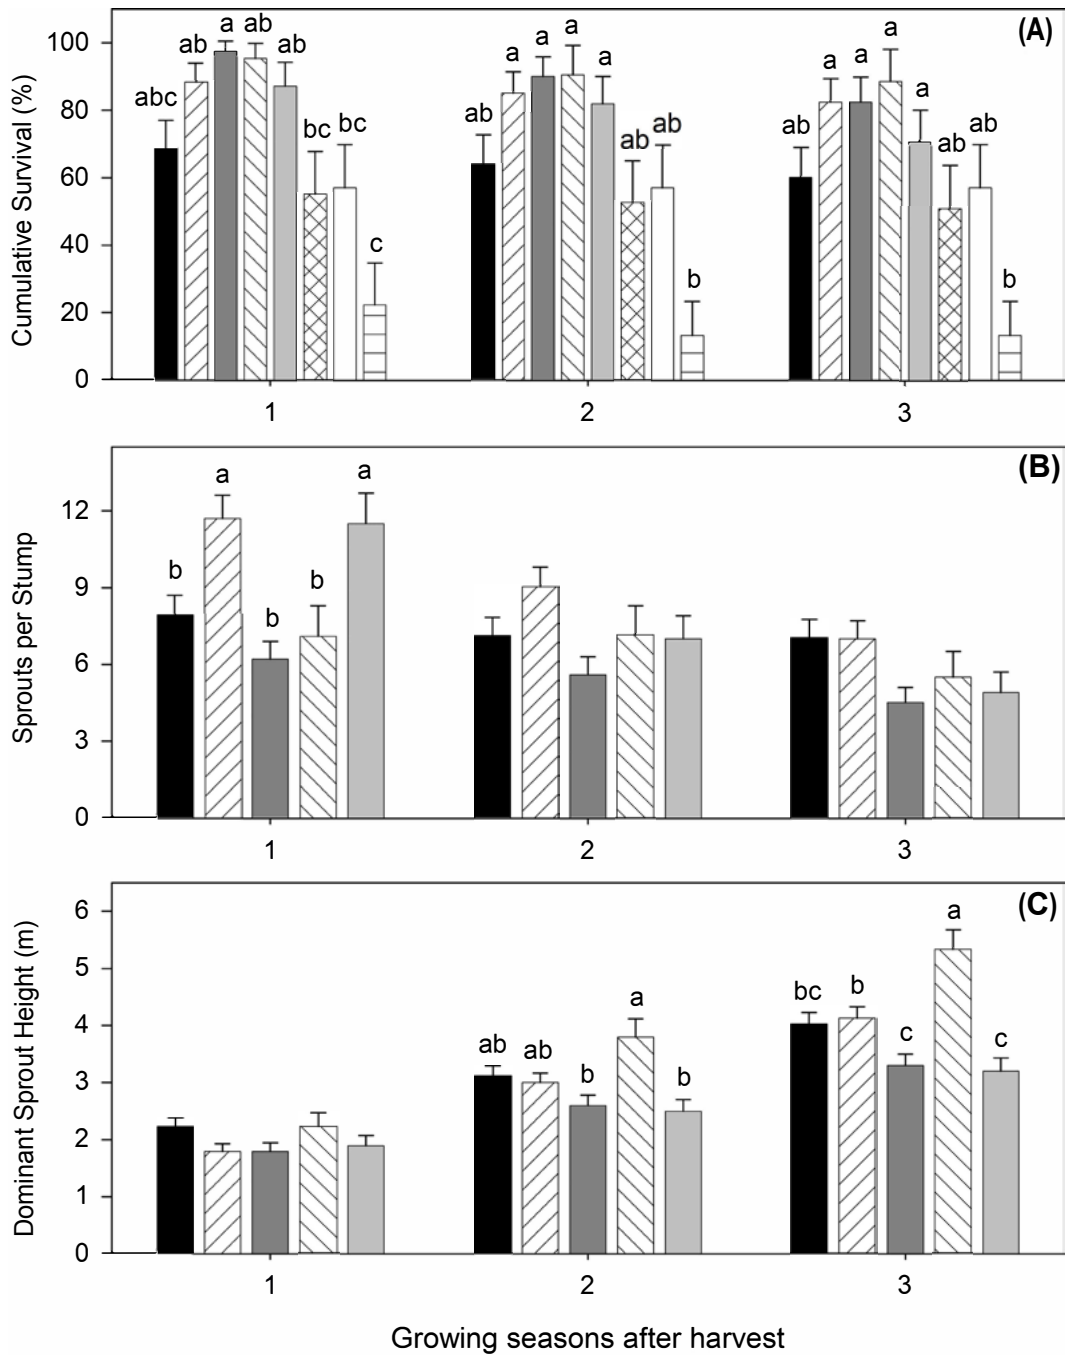 (A)
Cumulative Survival (%)
100
80
60
40
20
0
abc
ab
a
ab
ab
bc
bc
c
ab
a
a
a
a
ab
ab
b
ab
a
a
a
a
ab
ab
b
1
2
3
(B)
Sprouts per Stump
12
9
6
3
0
b
a
b
b
a
1
2
3
(C)
Dominant Sprout Height (m)
6
5
4
3
2
1
0
ab
ab
b
a
b
bc
b
c
a
c
1
2
3
Growing seasons after harvest